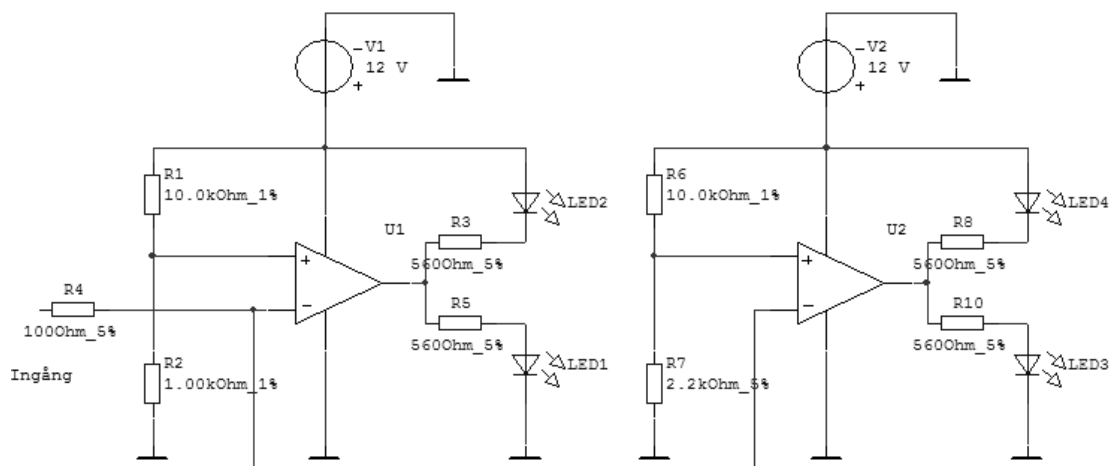 V1
12 V
V2
12 V
R1
10.0kOhm_1%
LED2
R6
10.0kOhm_1%
LED4
U1
R3
560Ohm_5%
U2
R8
560Ohm_5%
R4
100Ohm_5%
R5
560Ohm_5%
R10
560Ohm_5%
Ingång
R2
1.00kOhm_1%
LED1
R7
2.2kOhm_5%
LED3